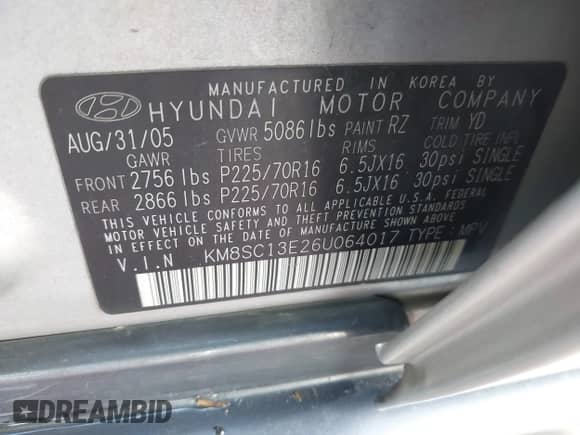 MANUFACTURED IN KOREA BY
HYUNDAI MOTOR COMPANY
AUG/31/05 GVWR 5086lbs PAINT RZ TRIM YD
GAWR TIRES RIMS COLD TIRE INFL
FRONT 2756lbs P225/70R16 6.5JX16 30psi SINGLE
REAR 2866lbs P225/70R16 6.5JX16 30psi SINGLE
THIS VEHICLE CONFORMS TO ALL APPLICABLE U.S.A. FEDERAL
MOTOR VEHICLE SAFETY AND BUMPER STANDARDS
IN EFFECT ON THE DATE OF MANUFACTURE SHOWN ABOVE.
V.I.N KM8SC13E26U064017 TYPE : MPV
DREAMBID